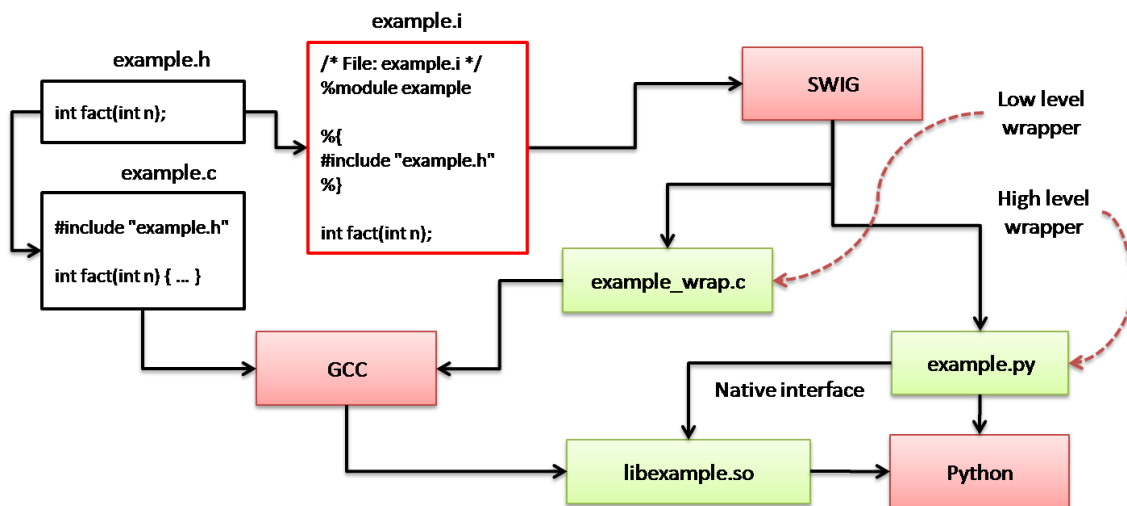 example.i
example.h
/* File: example.i */
%module example
%{
#include "example.h"
%}
int fact(int n);
int fact(int n);
example.c
#include "example.h"
int fact(int n) { ... }
SWIG
Low level
wrapper
High level
wrapper
example_wrap.c
GCC
example.py
Native interface
libexample.so
Python